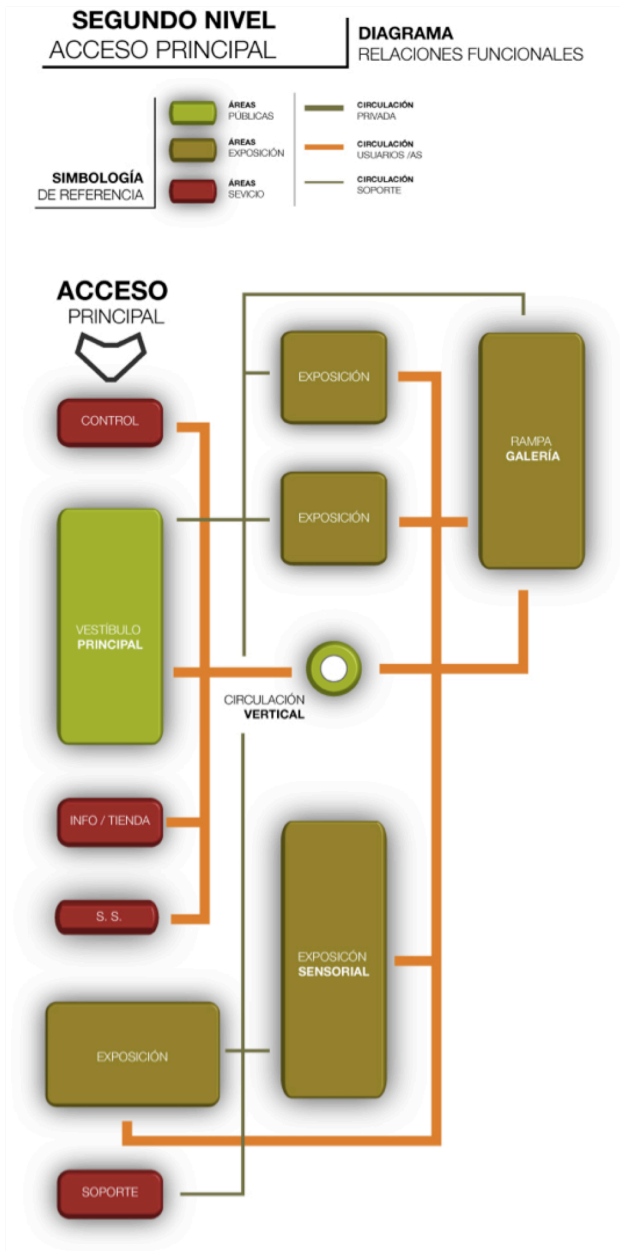 SEGUNDO NIVEL
ACCESO PRINCIPAL
DIAGRAMA
RELACIONES FUNCIONALES
SIMBOLOGÍA
DE REFERENCIA
ÁREAS
PÚBLICAS
ÁREAS
EXPOSICIÓN
ÁREAS
SEVICIO
CIRCULACIÓN
PRIVADA
CIRCULACIÓN
USUARIOS /AS
CIRCULACIÓN
SOPORTE
ACCESO
PRINCIPAL
CONTROL
EXPOSICIÓN
RAMPA
GALERÍA
EXPOSICIÓN
VESTÍBULO
PRINCIPAL
CIRCULACIÓN
VERTICAL
INFO / TIENDA
S. S.
EXPOSICÓN
SENSORIAL
EXPOSICIÓN
SOPORTE